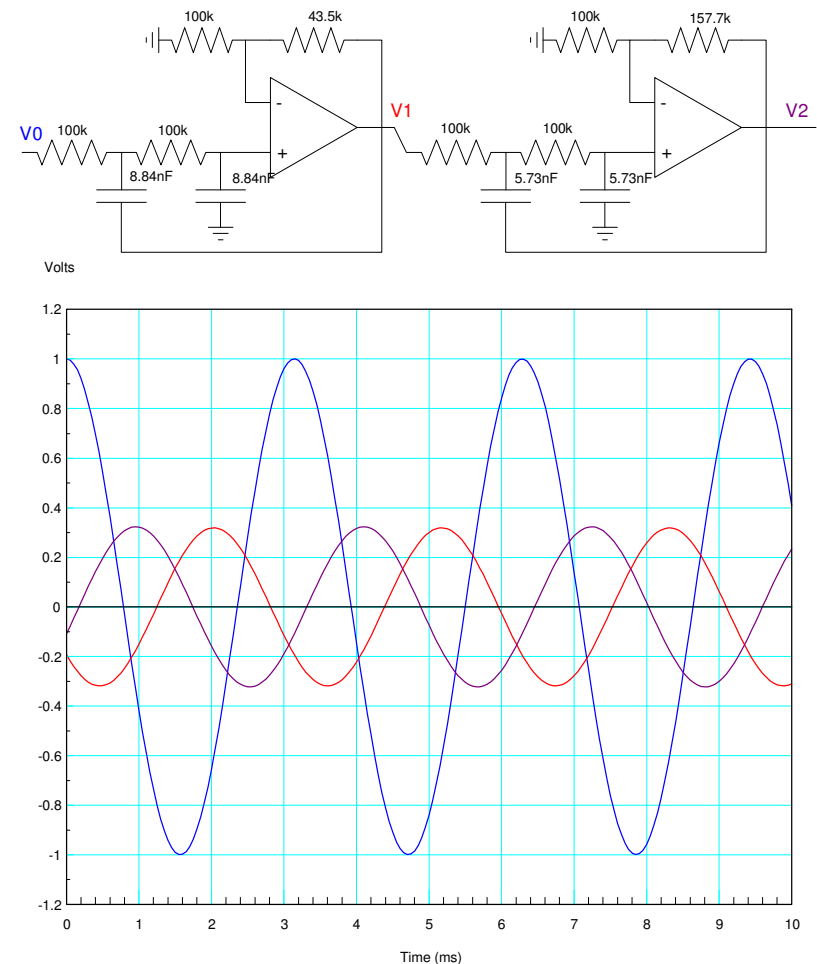 100k 43.5k 100k 157.7k
- -
V1 V2
V0 100k 100k 100k 100k
+ +
8.84nF 8.84nF 5.73nF 5.73nF
Volts
1.2
1
0.8
0.6
0.4
0.2
0
-0.2
-0.4
-0.6
-0.8
-1
-1.2
0 1 2 3 4 5 6 7 8 9 10
Time (ms)